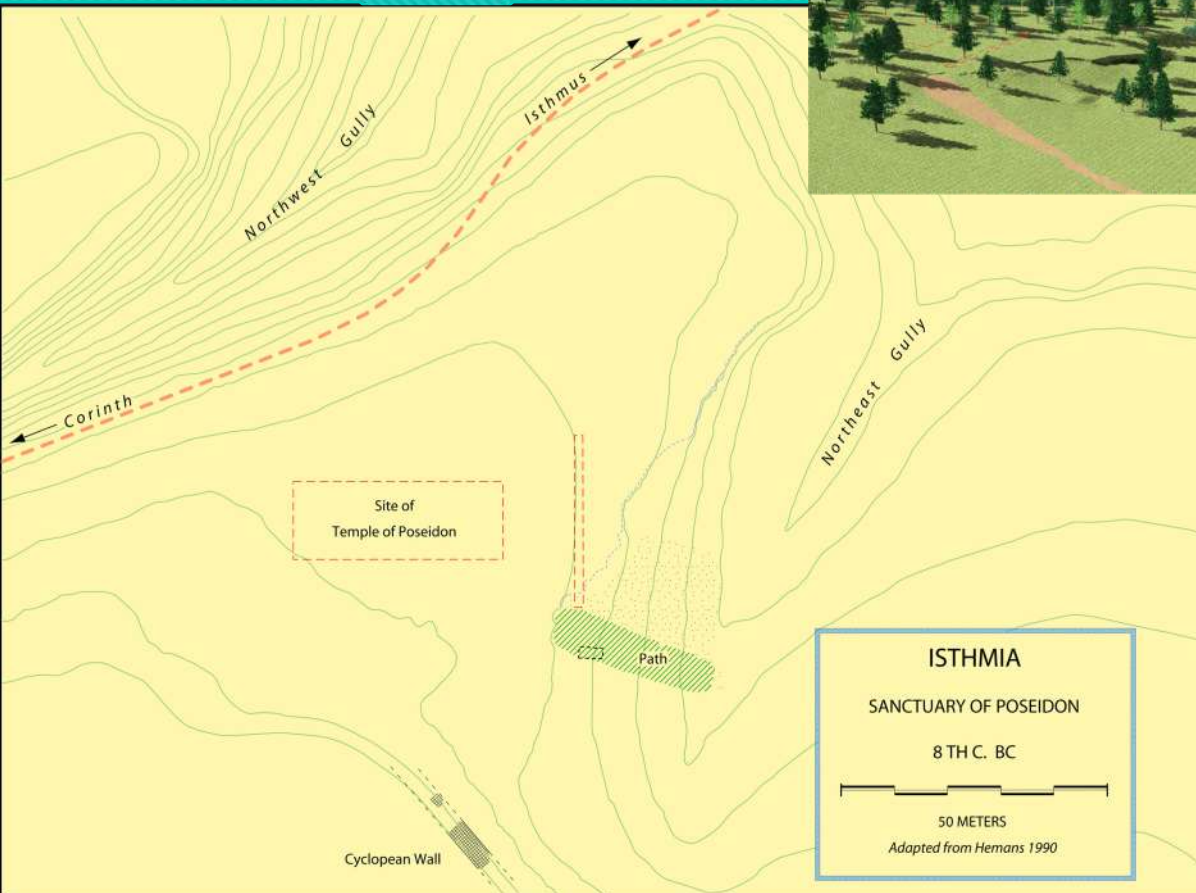 Isthmus
Northwest Gully
Corinth
Northeast Gully
Site of
Temple of Poseidon
Path
Cyclopean Wall
ISTHMIA
SANCTUARY OF POSEIDON
8 TH C. BC
50 METERS
Adapted from Hemans 1990